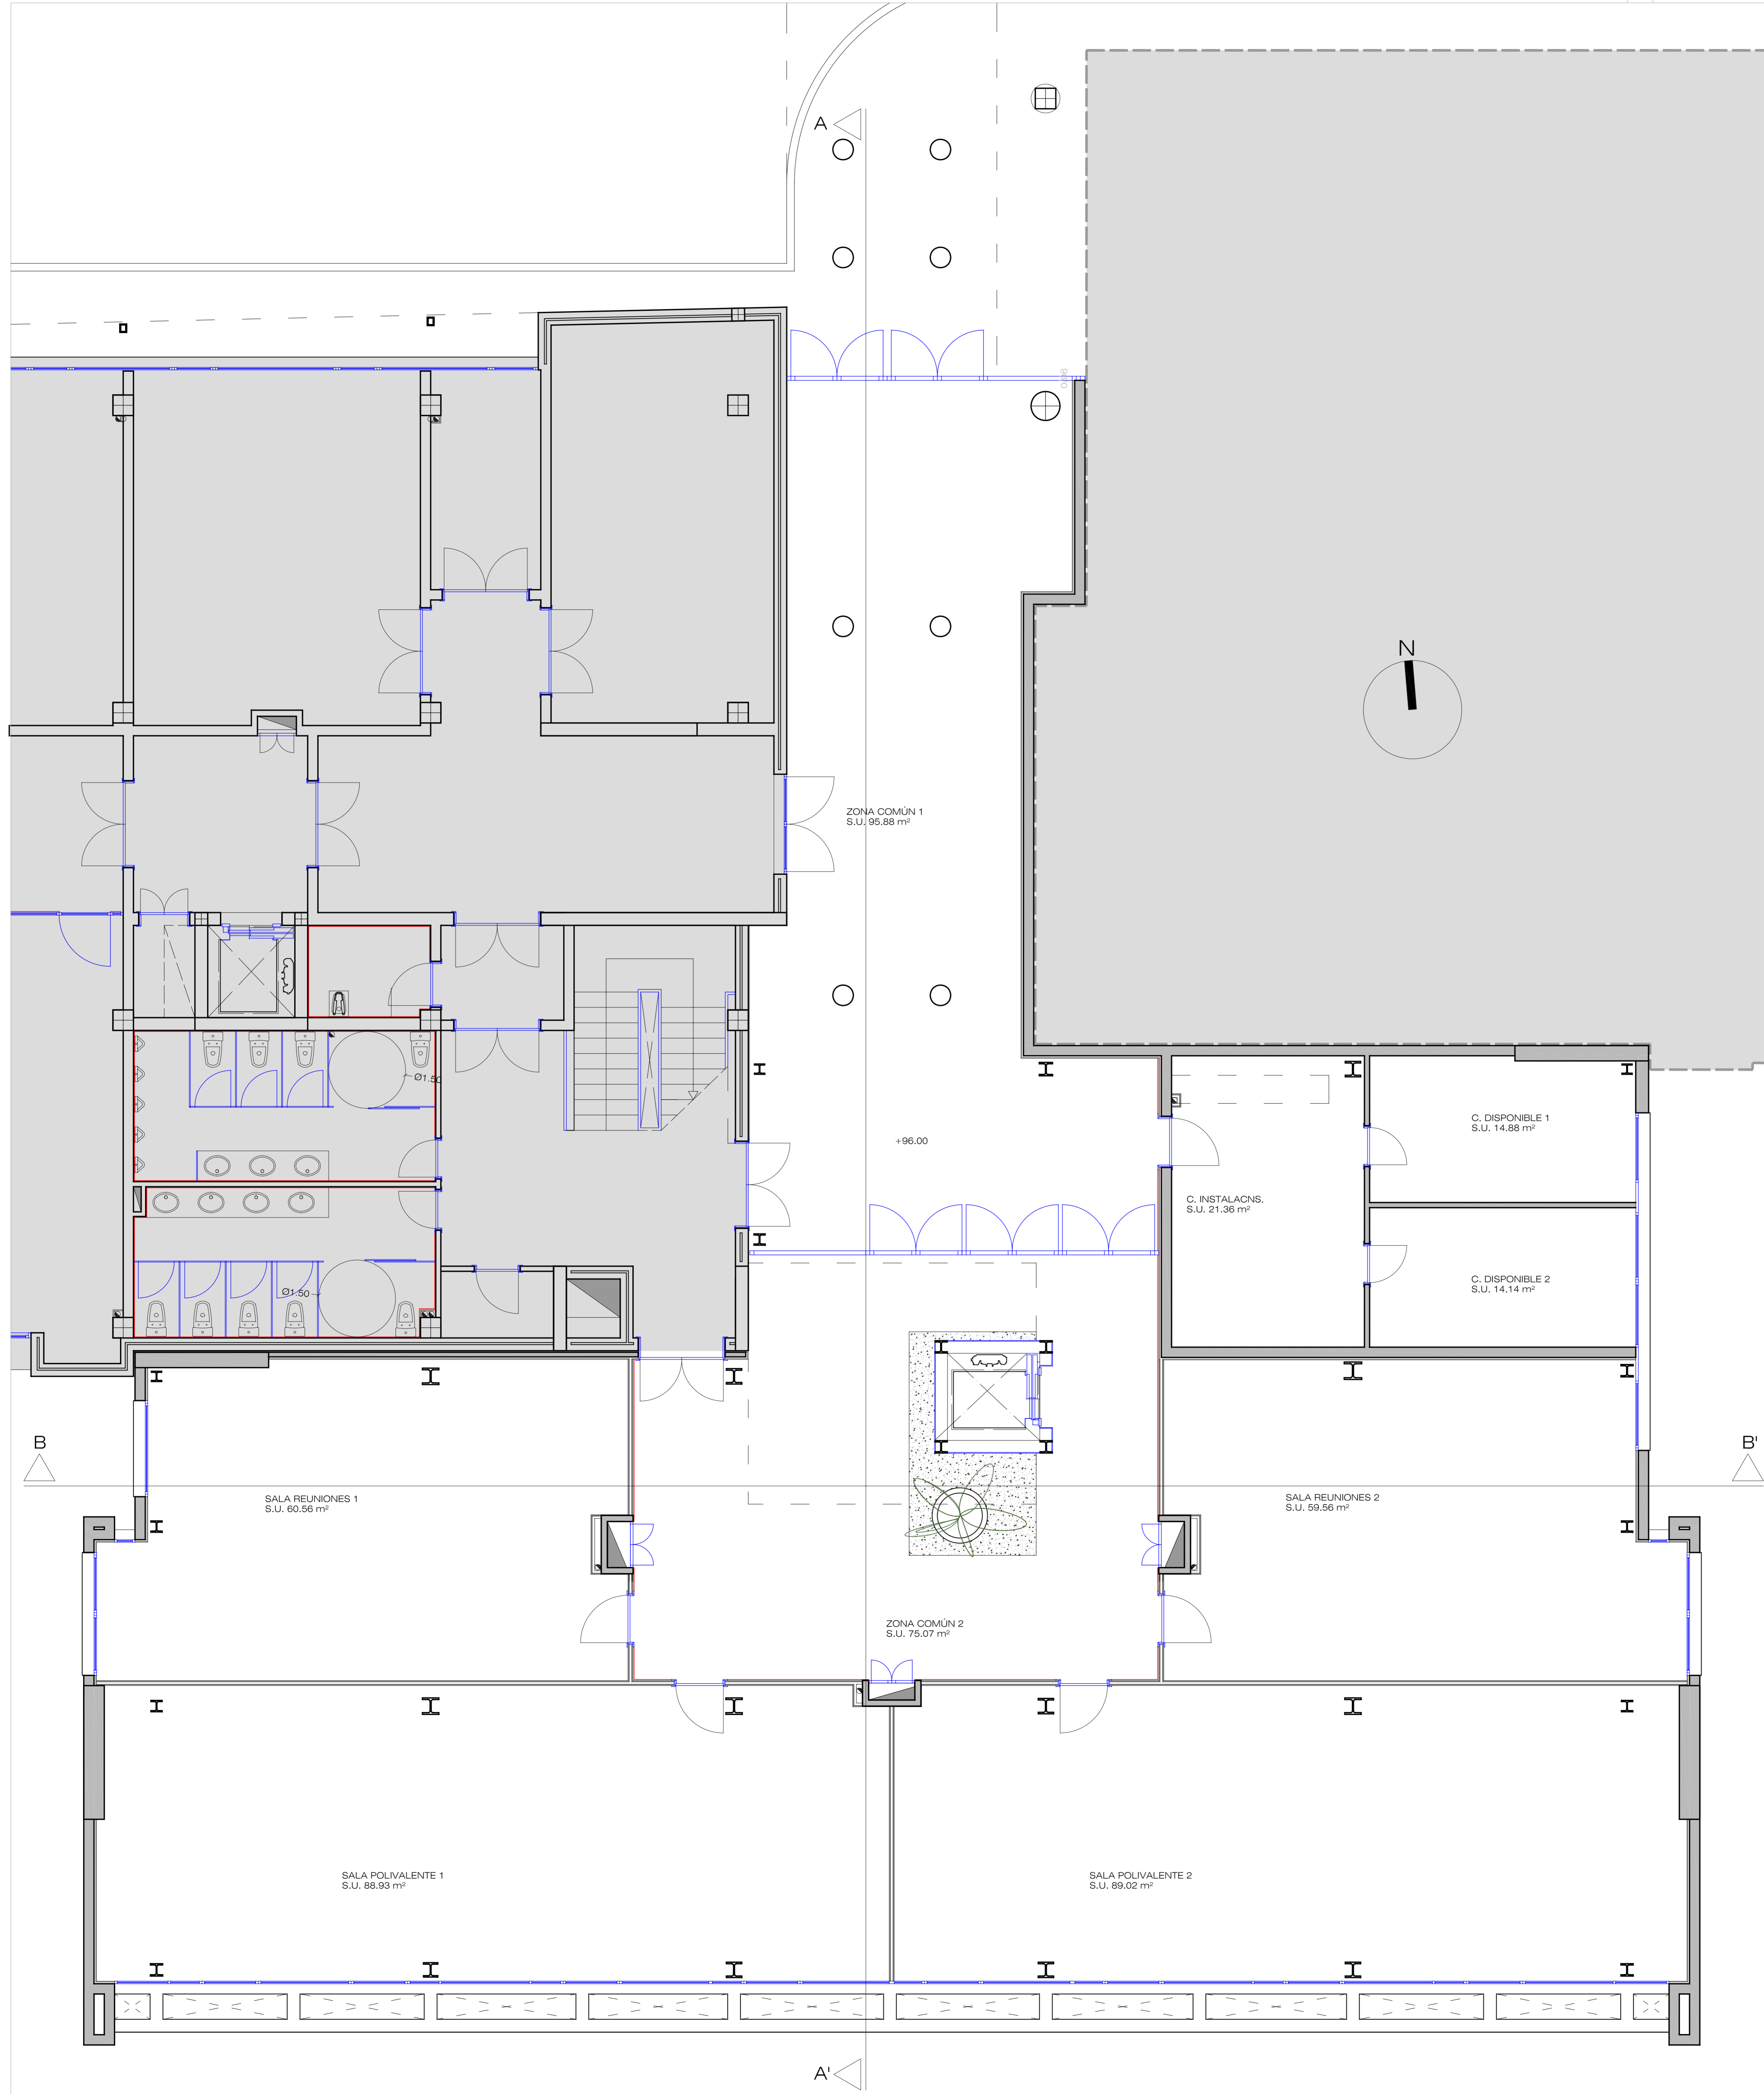 A
0.06
N
ZONA COMÚN 1
S.U. 95.88 m²
Ø1.50
+96.00
C. DISPONIBLE 1
S.U. 14.88 m²
C. INSTALACNS.
S.U. 21.36 m²
C. DISPONIBLE 2
S.U. 14.14 m²
Ø1.50
B
B'
SALA REUNIONES 1
S.U. 60.56 m²
SALA REUNIONES 2
S.U. 59.56 m²
ZONA COMÚN 2
S.U. 75.07 m²
SALA POLIVALENTE 1
S.U. 88.93 m²
SALA POLIVALENTE 2
S.U. 89.02 m²
A'